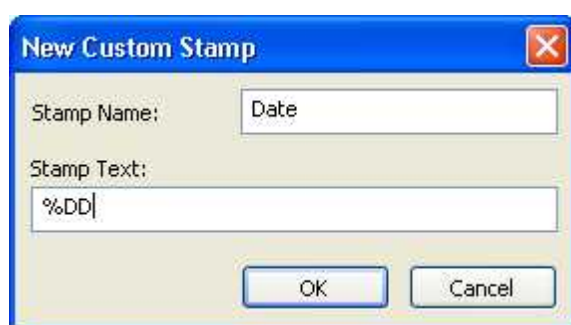 New Custom Stamp
Stamp Name: Date
Stamp Text:
%DD
OK Cancel